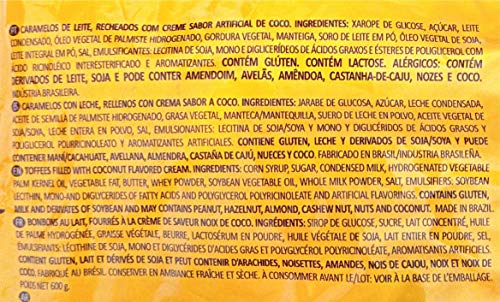 PT CARAMELOS DE LEITE, RECHEADOS COM CREME SABOR ARTIFICIAL DE COCO. INGREDIENTES: XAROPE DE GLICOSE, AÇÚCAR, LEITE
CONDENSADO, ÓLEO VEGETAL DE PALMISTE HIDROGENADO, GORDURA VEGETAL, MANTEIGA, SORO DE LEITE EM PÓ, ÓLEO VEGETAL DE SOJA,
LEITE INTEGRAL EM PÓ, SAL, EMULSIFICANTES: LECITINA DE SOJA, MONO E DIGLICERÍDEOS DE ÁCIDOS GRAXOS E ÉSTERES DE POLIGLICEROL COM
ÁCIDO RICINOLÉICO INTERESTERIFICADO E AROMATIZANTES. CONTÉM GLÚTEN. CONTÉM LACTOSE. ALÉRGICOS: CONTÉM
DERIVADOS DE LEITE, SOJA E PODE CONTER AMENDOIM, AVELÃS, AMÊNDOA, CASTANHA-DE-CAJU, NOZES E COCO.
INDÚSTRIA BRASILEIRA.
ES CARAMELOS CON LECHE, RELLENOS CON CREMA SABOR A COCO. INGREDIENTES: JARABE DE GLUCOSA, AZÚCAR, LECHE CONDENSADA,
ACEITE DE SEMILLA DE PALMISTE HIDROGENADO, GRASA VEGETAL, MANTECA/MANTEQUILLA, SUERO DE LECHE EN POLVO, ACEITE VEGETAL DE
SOJA/SOYA, LECHE ENTERA EN POLVO, SAL, EMULSIFICANTES: LECITINA DE SOJA/SOYA Y MONO Y DIGLICÉRIDOS DE ÁCIDOS GRASOS Y
POLIGLICEROL POLIRRICINOLEATO Y AROMATIZANTES ARTIFICIALES. CONTIENE GLUTEN, LECHE Y DERIVADOS DE SOJA/SOYA Y PUEDE
CONTENER MANÍ/CACAHUATE, AVELLANA, ALMENDRA, CASTAÑA DE CAJÚ, NUECES Y COCO. FABRICADO EN BRASIL/INDUSTRIA BRASILEÑA.
EN TOFFEES FILLED WITH COCONUT FLAVORED CREAM. INGREDIENTS: CORN SYRUP, SUGAR, CONDENSED MILK, HYDROGENATED VEGETABLE
PALM KERNEL OIL, VEGETABLE FAT, BUTTER, WHEY POWDER, SOYBEAN VEGETABLE OIL, WHOLE MILK POWDER, SALT, EMULSIFIERS: SOYBEAN
LECITHIN, MONO-AND DIGLYCERIDES OF FATTY ACIDS AND POLYGLYCEROL POLYRICINOLEATE AND ARTIFICIAL FLAVORINGS. CONTAINS GLUTEN,
MILK AND DERIVATES OF SOYBEAN AND MAY CONTAINS PEANUT, HAZELNUT, ALMOND, CASHEW NUT, NUTS AND COCONUT. MADE IN BRAZIL.
FR BONBONS AU LAIT, FOURRÉS À LA CRÈME DE SAVEUR NOIX DE COCO. INGRÉDIENTS: SIROP DE GLUCOSE, SUCRE, LAIT CONCENTRÉ, HUILE
DE PALME HYDROGÉNÉE, GRAISSE VÉGÉTALE, BEURRE, LACTOSÉRUM EN POUDRE, HUILE VÉGÉTALE DE SOJA, LAIT ENTIER EN POUDRE, SEL,
EMULSIFIANTS: LÉCITHINE DE SOJA, MONO ET DIGLYCÉRIDES D'ACIDES GRAS ET POLYGLYCÉROL POLYRICINOLÉATE, AROMATISANTS ARTIFICIELS.
CONTIENT GLUTEN, LAIT ET DÉRIVÉS DE SOJA ET PEUT CONTENIR D'ARACHIDES, NOISETTES, AMANDES, NOIS DE CAJOU, NOIX ET NOIX DE
COCO. FABRIQUÉ AU BRÉSIL. CONSERVER EN AMBIANCE FRAÎCHE ET SÈCHE. À CONSOMMER AVANT LE/LOT: VOIR À LA BASE DE L'EMBALLAGE.
POIDS NET 600 g.